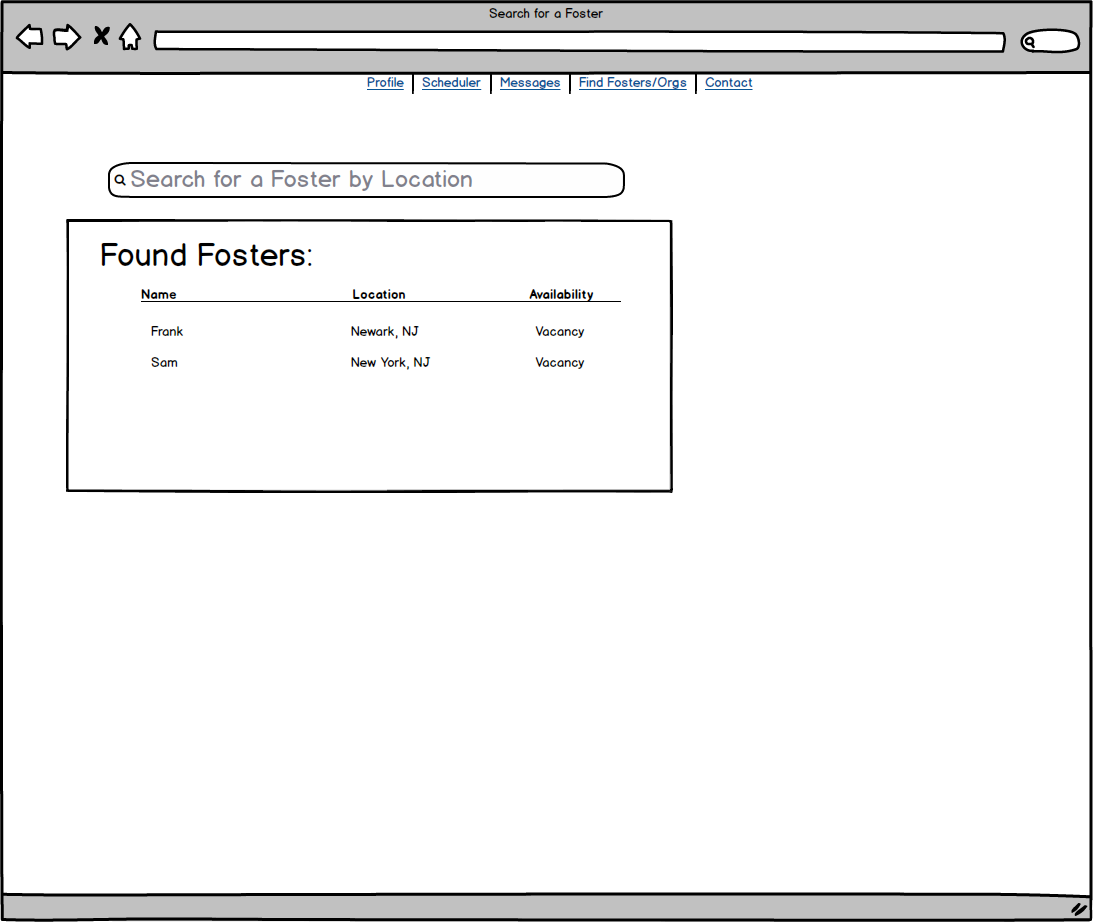 Search for a Foster
Profile Scheduler Messages Find Fosters/Orgs Contact
Search for a Foster by Location
Found Fosters:
Name Location Availability
Frank Newark, NJ Vacancy
Sam New York, NJ Vacancy